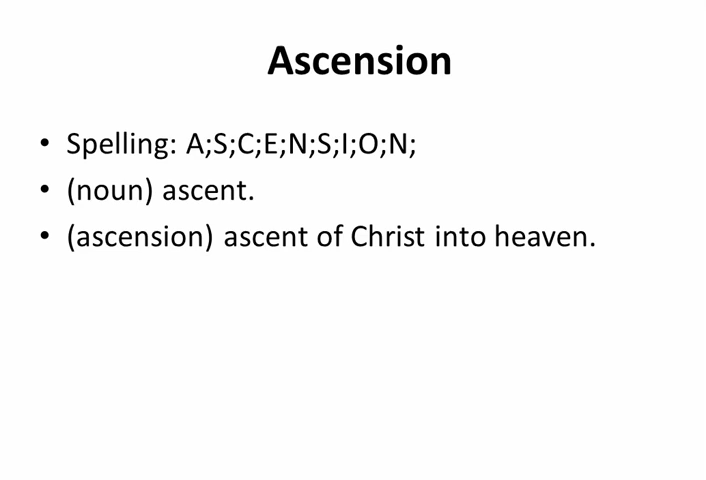 Ascension
• Spelling: A;S;C;E;N;S;I;O;N;
• (noun) ascent.
• (ascension) ascent of Christ into heaven.